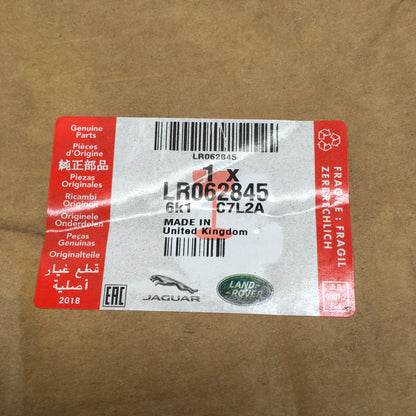 Genuine
Parts
Pièces
d'Origine
純正部品
Piezas
Originales
Ricambi
Originali
Originele
Onderdelen
Peças
Genuínas
Originalteile
قطع غيار
أصلية
2018
LR062845
1 x
LR062845
6K1 C7L2A
MADE IN
United Kingdom
EAC
JAGUAR
LAND-
ROVER
FRAGILE : FRAGIL
ZERBRECHLICH